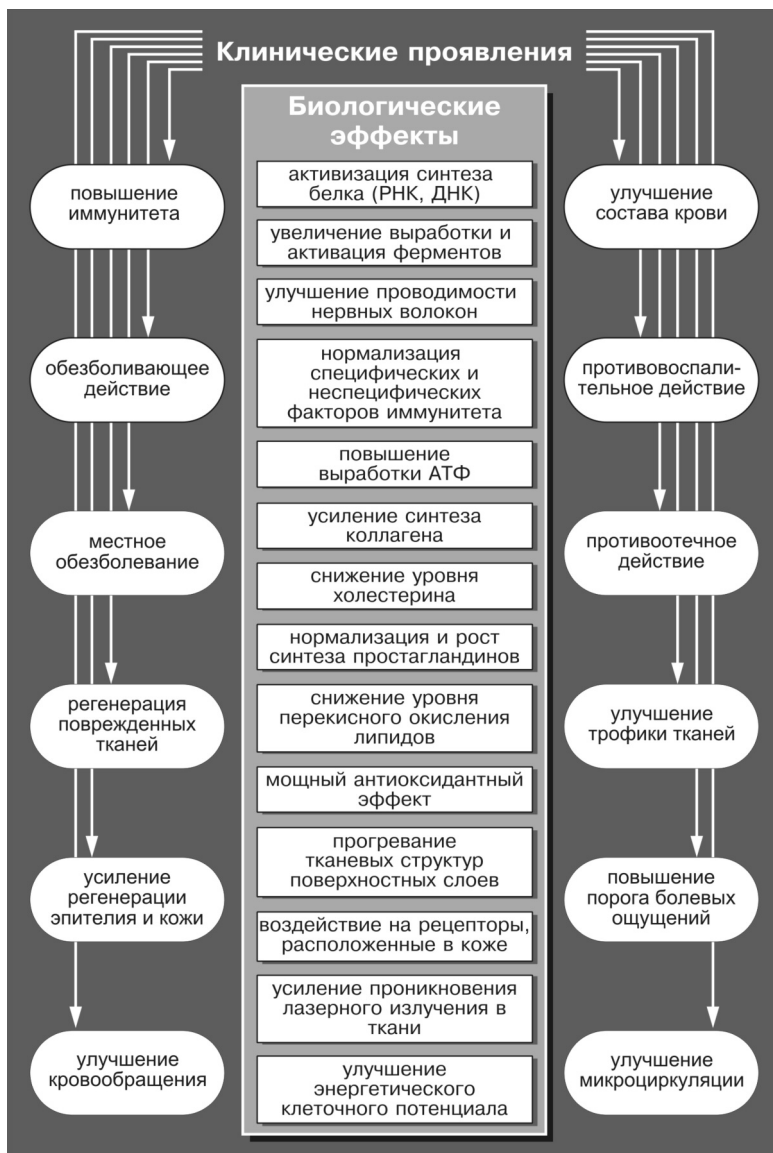 Клинические проявления
Биологические
эффекты
активизация синтеза
белка (РНК, ДНК)
увеличение выработки и
активация ферментов
улучшение проводимости
нервных волокон
нормализация
специфических и
неспецифических
факторов иммунитета
повышение
выработки АТФ
усиление синтеза
коллагена
снижение уровня
холестерина
нормализация и рост
синтеза простагландинов
снижение уровня
перекисного окисления
липидов
мощный антиоксидантный
эффект
прогревание
тканевых структур
поверхностных слоев
воздействие на рецепторы,
расположенные в коже
усиление проникновения
лазерного излучения в
ткани
улучшение
энергетического
клеточного потенциала
повышение
иммунитета
обезболивающее
действие
местное
обезболевание
регенерация
поврежденных
тканей
усиление
регенерации
эпителия и кожи
улучшение
кровообращения
улучшение
состава крови
противовоспали-
тельное действие
противоотечное
действие
улучшение
трофики тканей
повышение
порога болевых
ощущений
улучшение
микроциркуляции